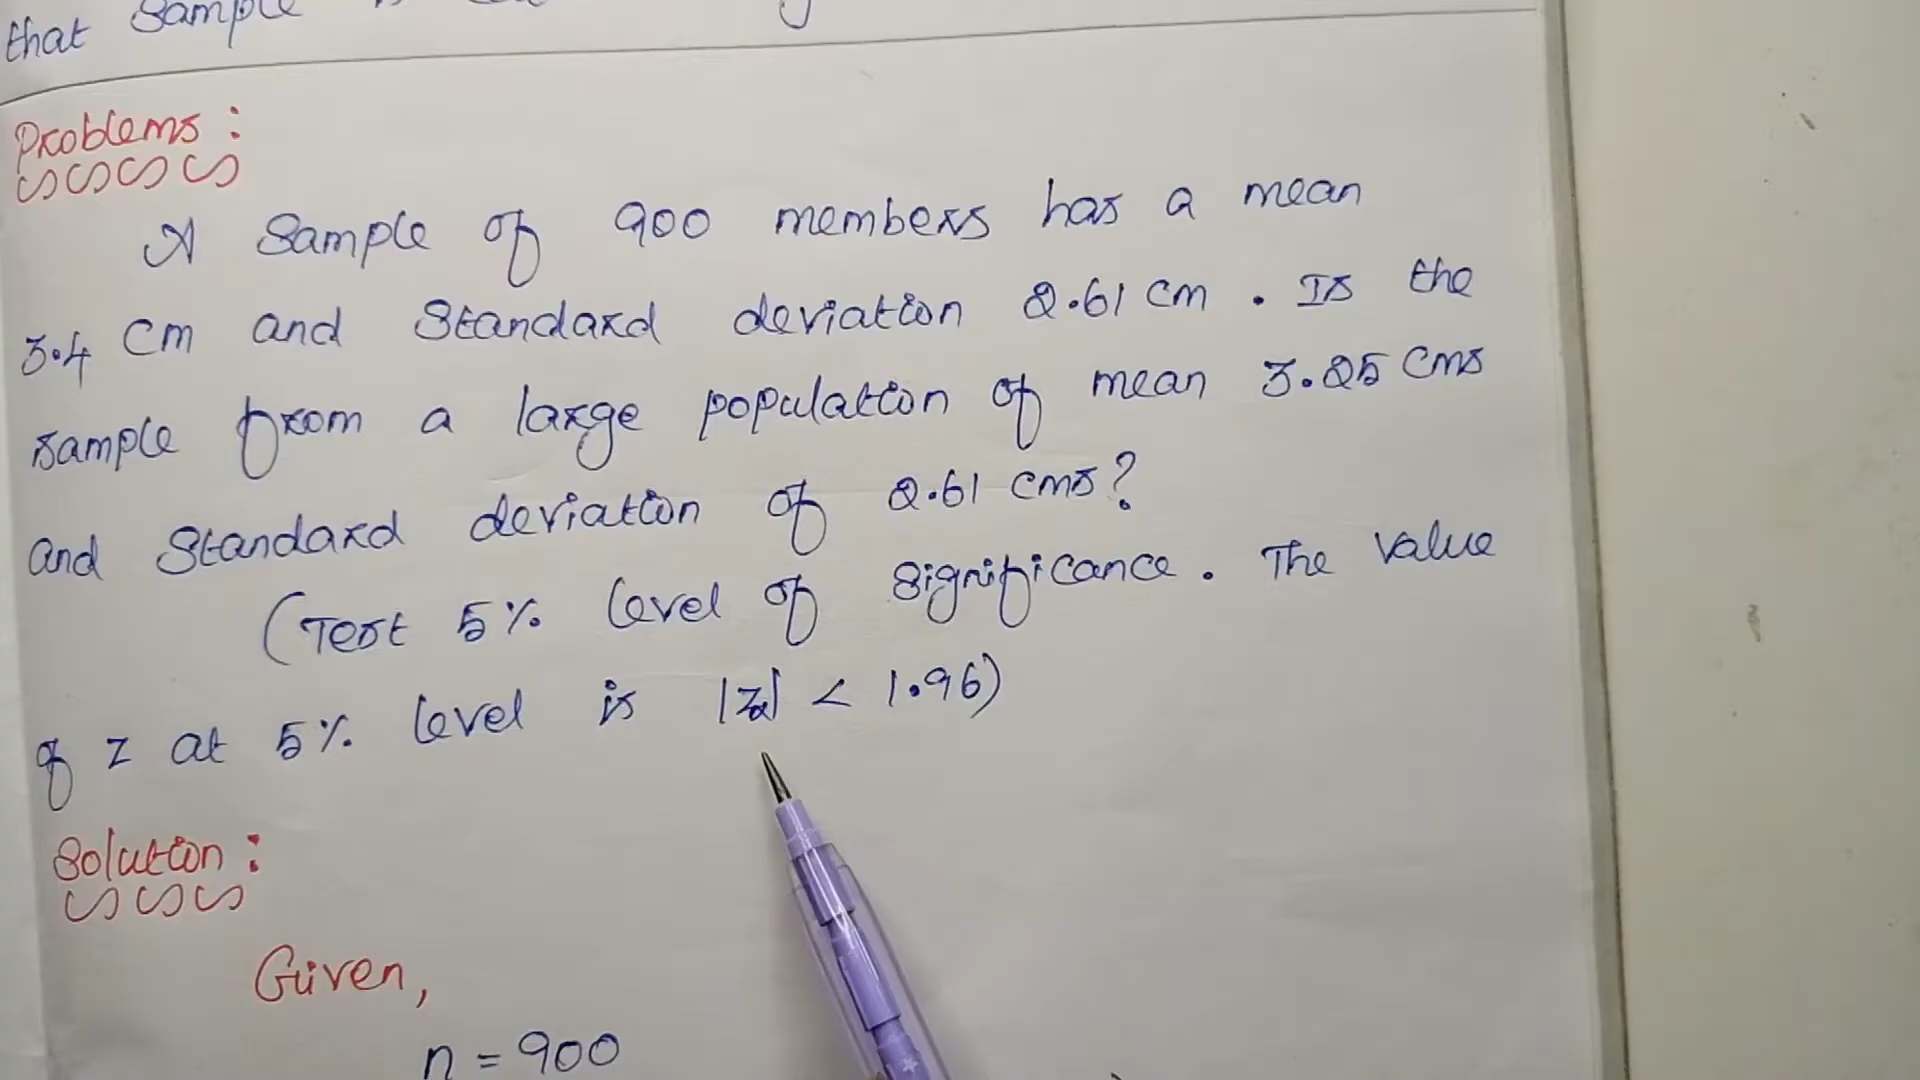 that Sample
Problems :
A Sample of 900 members has a mean
3.4 cm and Standard deviation 2.61 cm . Is the
sample from a large population of mean 3.25 cms
and Standard deviation of 2.61 cms?
(Test 5% level of significance. The value
of z at 5% level is |zα| < 1.96)
Solution :
Given,
n = 900